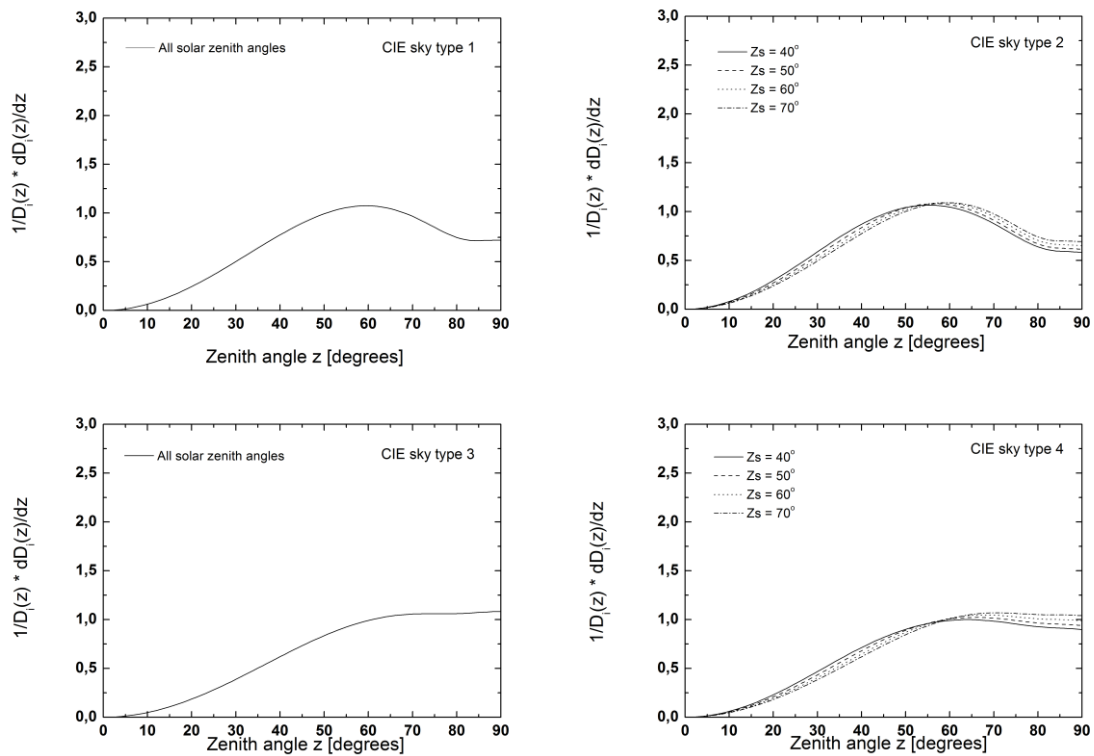 3,0
2,5
2,0
1,5
1,0
0,5
0,0
1/D_i(z) * dD_i(z)/dz
All solar zenith angles
CIE sky type 1
0 10 20 30 40 50 60 70 80 90
Zenith angle z [degrees]
3,0
2,5
2,0
1,5
1,0
0,5
0,0
1/D_i(z) * dD_i(z)/dz
CIE sky type 2
Zs = 40°
Zs = 50°
Zs = 60°
Zs = 70°
0 10 20 30 40 50 60 70 80 90
Zenith angle z [degrees]
3,0
2,5
2,0
1,5
1,0
0,5
0,0
1/D_i(z) * dD_i(z)/dz
All solar zenith angles
CIE sky type 3
0 10 20 30 40 50 60 70 80 90
Zenith angle z [degrees]
3,0
2,5
2,0
1,5
1,0
0,5
0,0
1/D_i(z) * dD_i(z)/dz
CIE sky type 4
Zs = 40°
Zs = 50°
Zs = 60°
Zs = 70°
0 10 20 30 40 50 60 70 80 90
Zenith angle z [degrees]